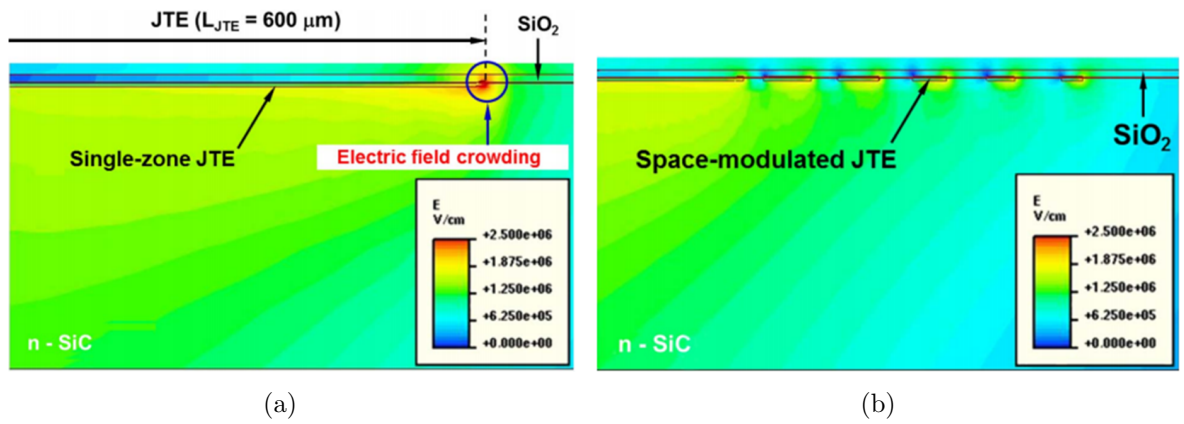 JTE (L_JTE = 600 μm)
SiO₂
Single-zone JTE
Electric field crowding
E
V/cm
+2.500e+06
+1.875e+06
+1.250e+06
+6.250e+05
+0.000e+00
n - SiC
(a)
Space-modulated JTE
SiO₂
E
V/cm
+2.500e+06
+1.875e+06
+1.250e+06
+6.250e+05
+0.000e+00
n - SiC
(b)